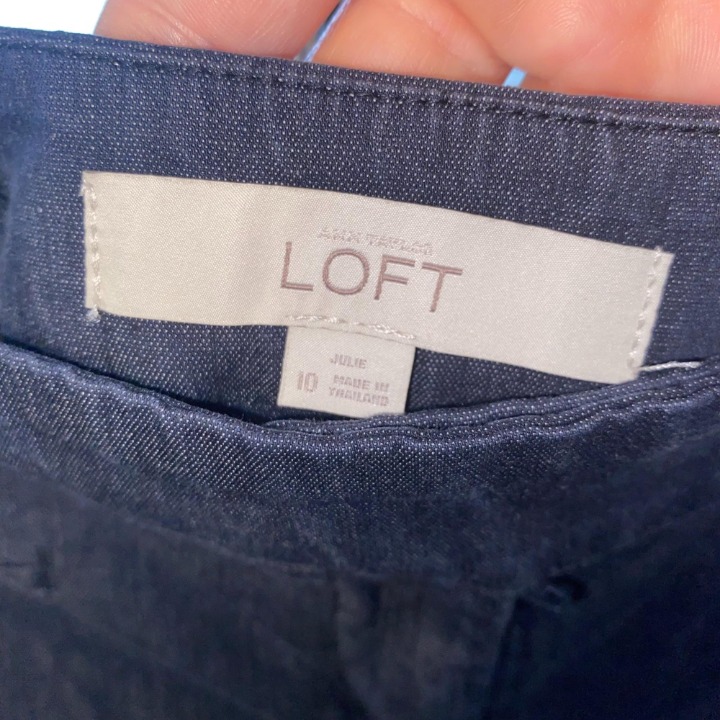 ANN TAYLOR
LOFT
JULIE
10 MADE IN
THAILAND